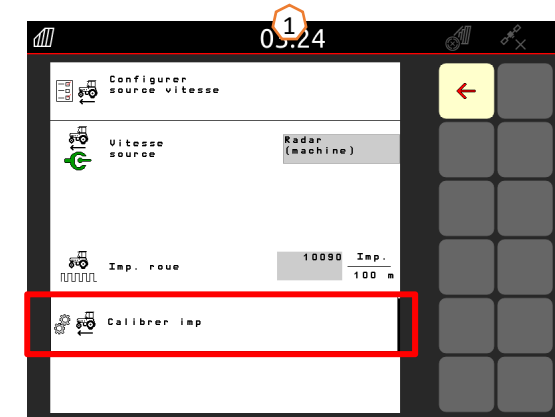 1
03:24
Configurer
source vitesse
Vitesse
source
Radar
(machine)
Imp. roue
10090 Imp.
100 m
Calibrer imp